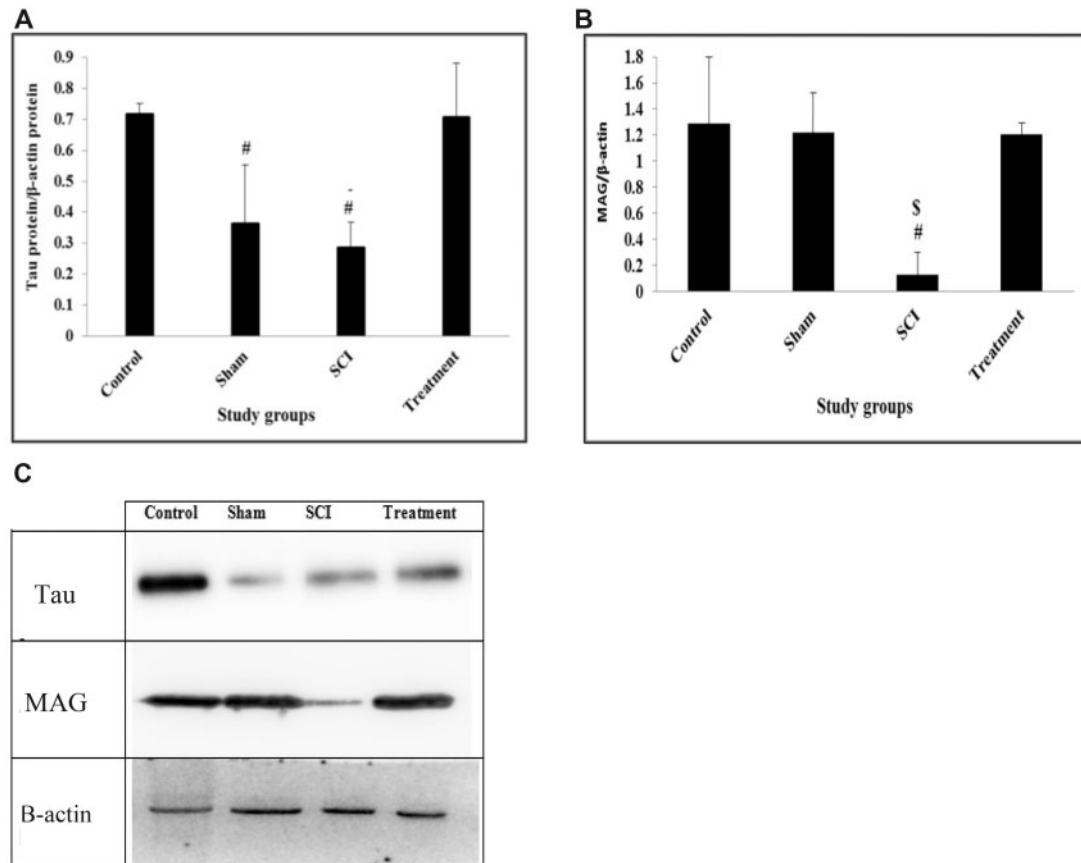 A
Tau protein/β-actin protein
0.9
0.8
0.7
0.6
0.5
0.4
0.3
0.2
0.1
0
#
-
#
Control
Sham
SCI
Treatment
Study groups
B
MAG/β-actin
1.8
1.6
1.4
1.2
1
0.8
0.6
0.4
0.2
0
$
#
Control
Sham
SCI
Treatment
Study groups
C
Control Sham SCI Treatment
Tau
MAG
B-actin